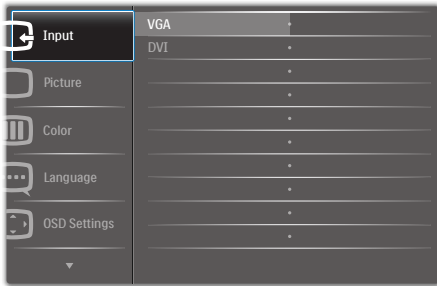 Input
VGA
DVI
Picture
Color
Language
OSD Settings